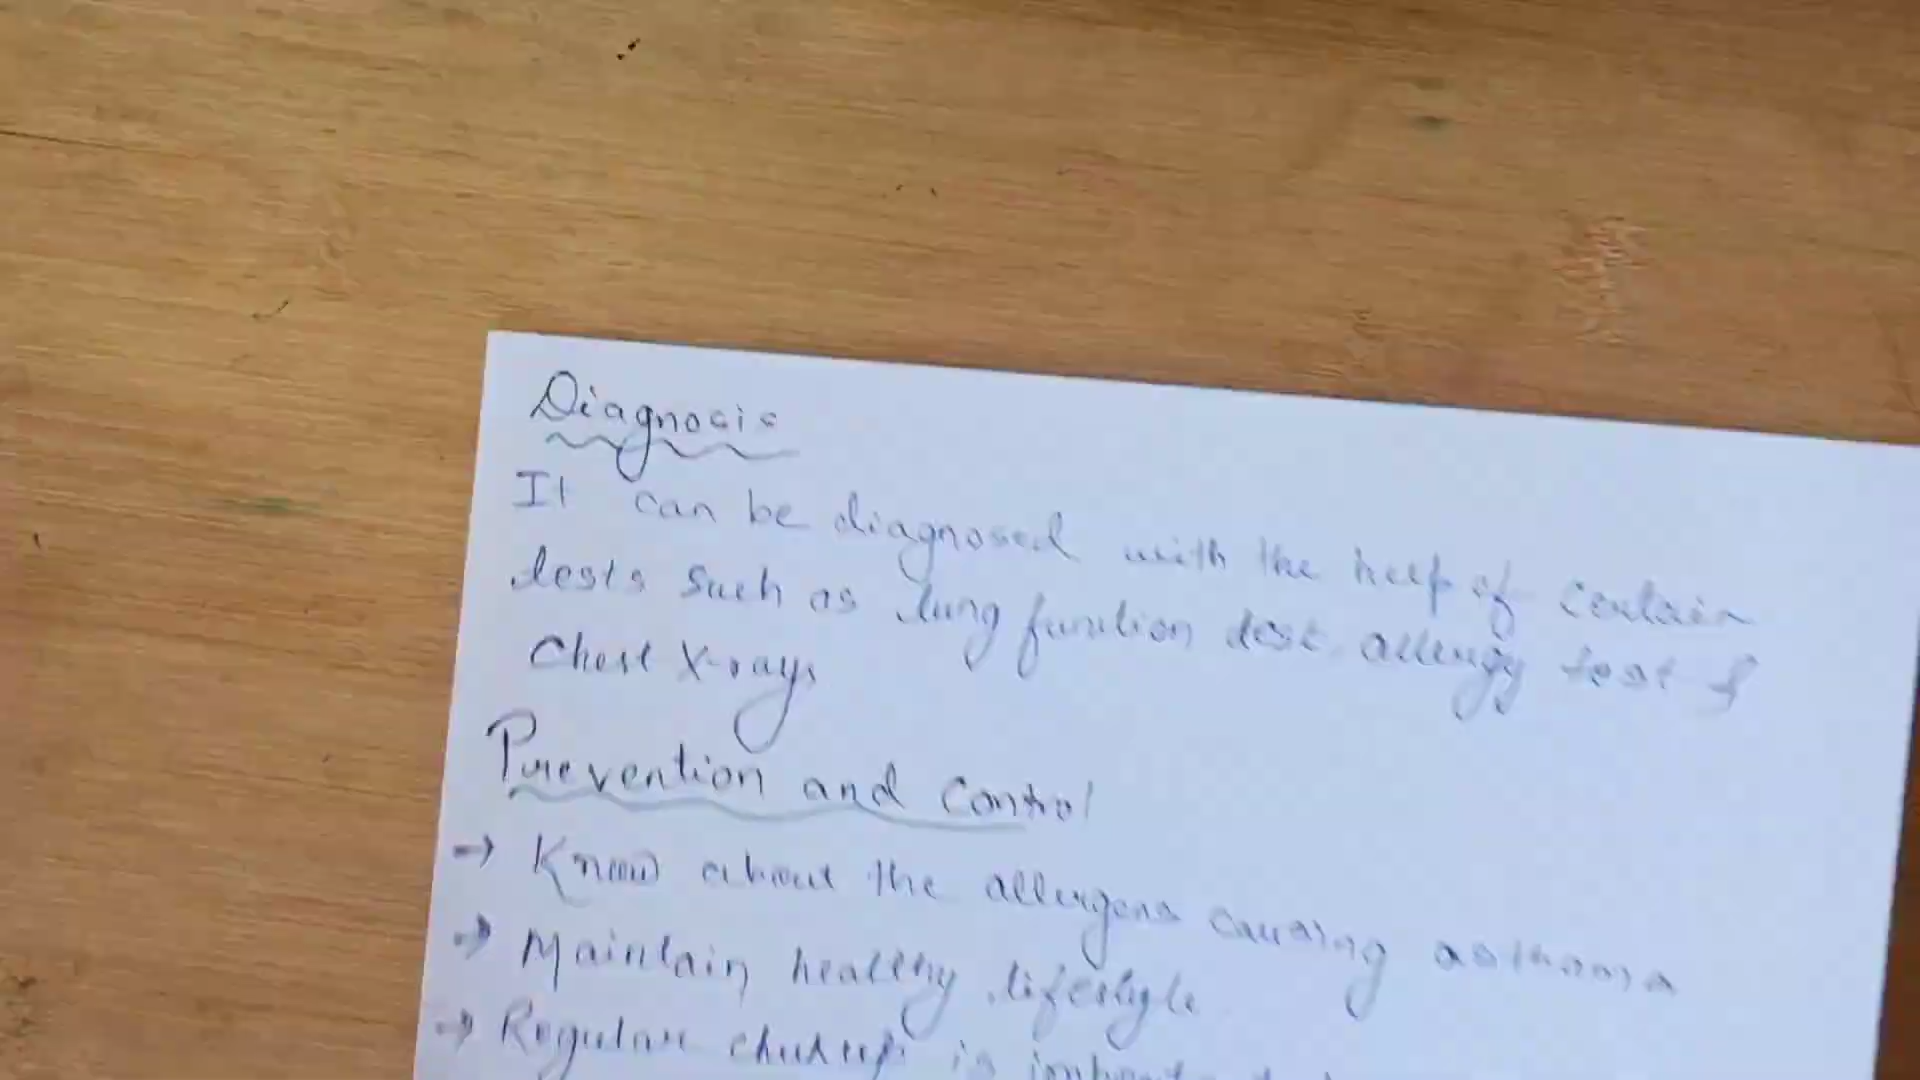 Diagnosis
It can be diagnosed with the help of certain
tests such as lung function test, allergy test &
Chest X-rays
Prevention and Control
→ Know about the allergens causing asthama
→ Maintain healthy lifestyle
→ Regular checkup is